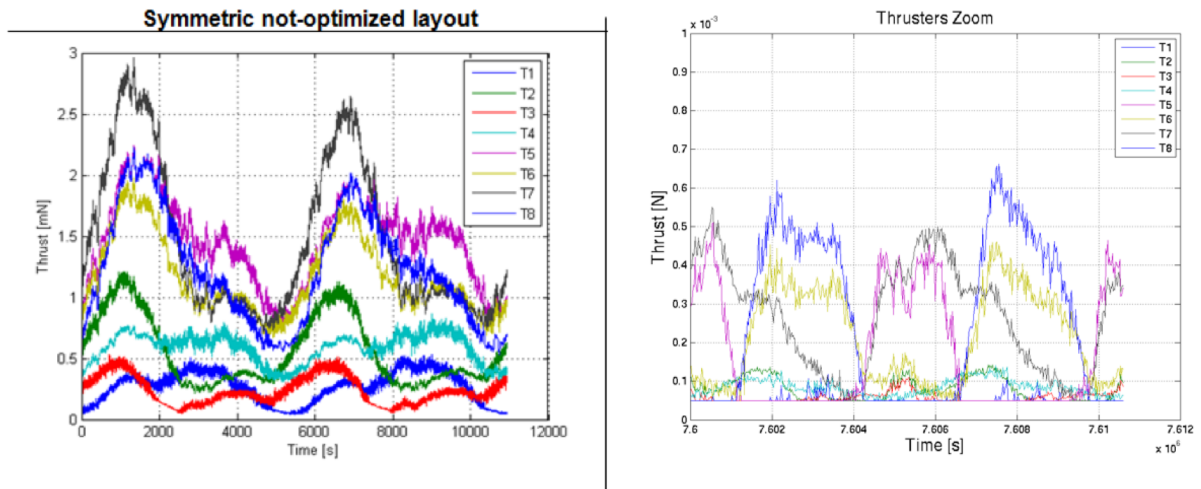 Symmetric not-optimized layout
3
2.5
2
1.5
1
0.5
0
0
2000
4000
6000
8000
10000
12000
Thrust [mN]
Time [s]
T1
T2
T3
T4
T5
T6
T7
T8
Thrusters Zoom
x 10⁻³
1
0.9
0.8
0.7
0.6
0.5
0.4
0.3
0.2
0.1
0
7.6
7.602
7.604
7.606
7.608
7.61
7.612
Thrust [N]
Time [s]
x 10⁶
T1
T2
T3
T4
T5
T6
T7
T8